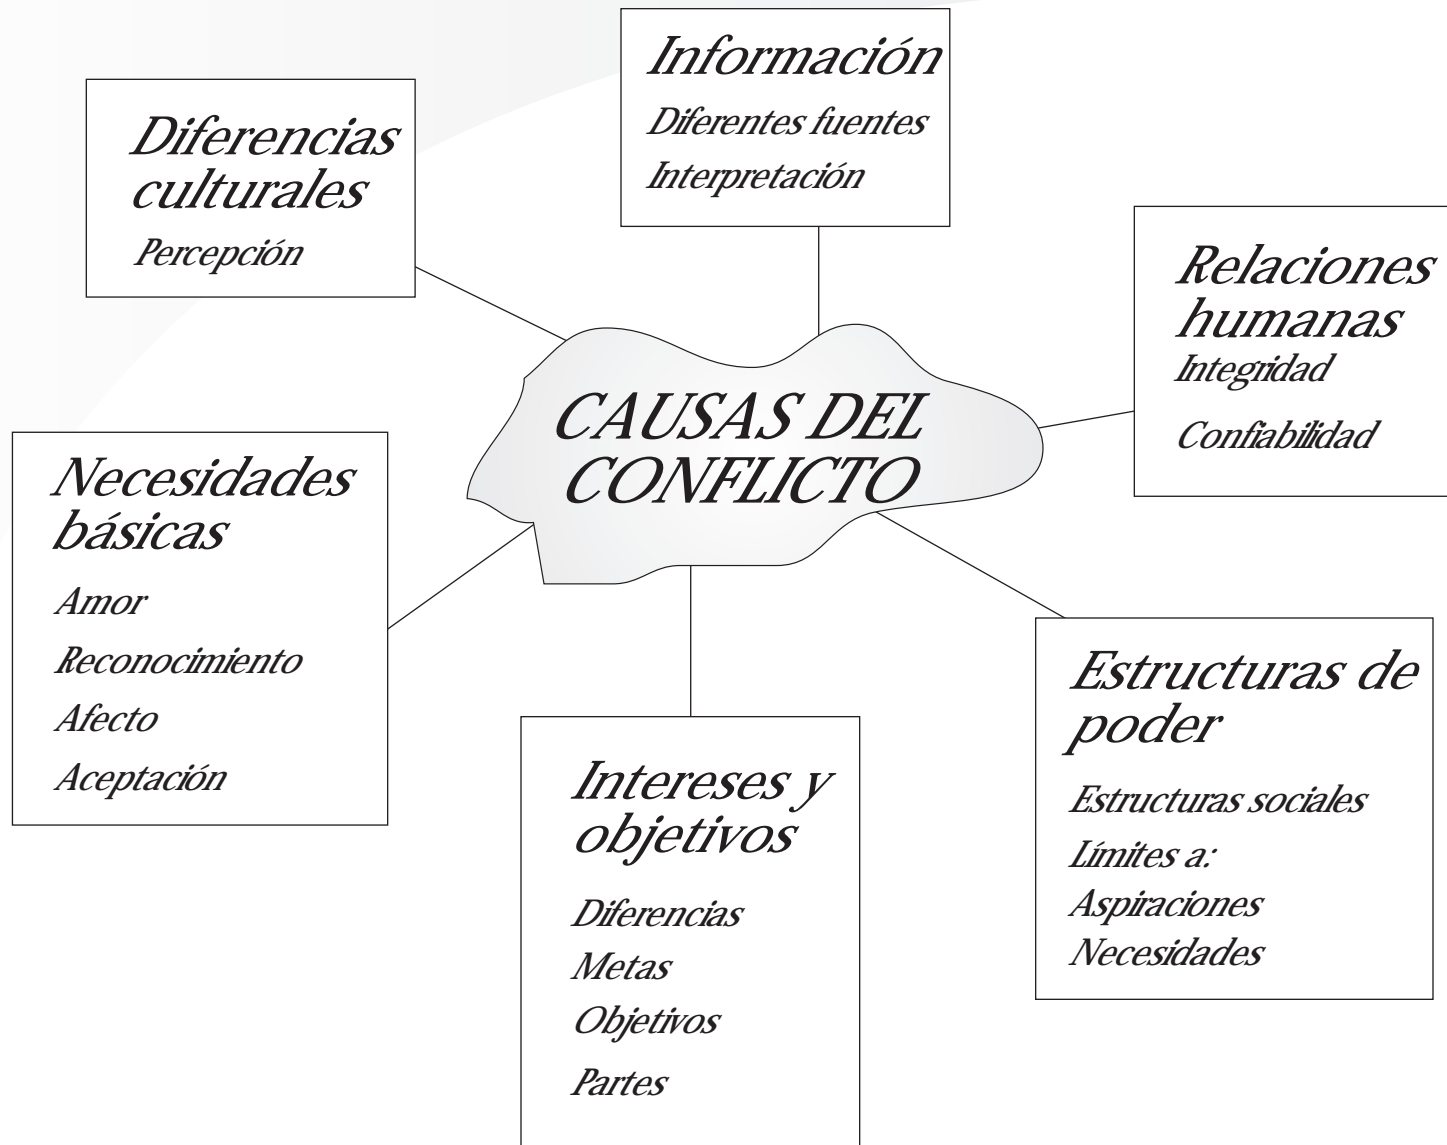 Información
Diferentes fuentes
Interpretación
Diferencias
culturales
Percepción
Relaciones
humanas
Integridad
Confiabilidad
CAUSAS DEL
CONFLICTO
Necesidades
básicas
Amor
Reconocimiento
Afecto
Aceptación
Estructuras de
poder
Estructuras sociales
Límites a:
Aspiraciones
Necesidades
Intereses y
objetivos
Diferencias
Metas
Objetivos
Partes